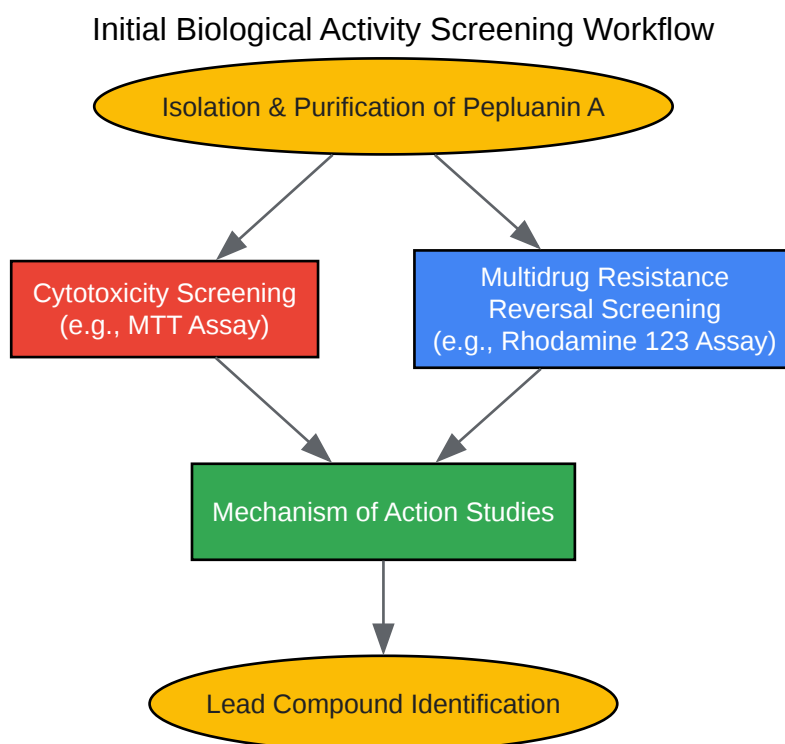 Initial Biological Activity Screening Workflow
Isolation & Purification of Pepluanin A
Cytotoxicity Screening
(e.g., MTT Assay)
Multidrug Resistance
Reversal Screening
(e.g., Rhodamine 123 Assay)
Mechanism of Action Studies
Lead Compound Identification